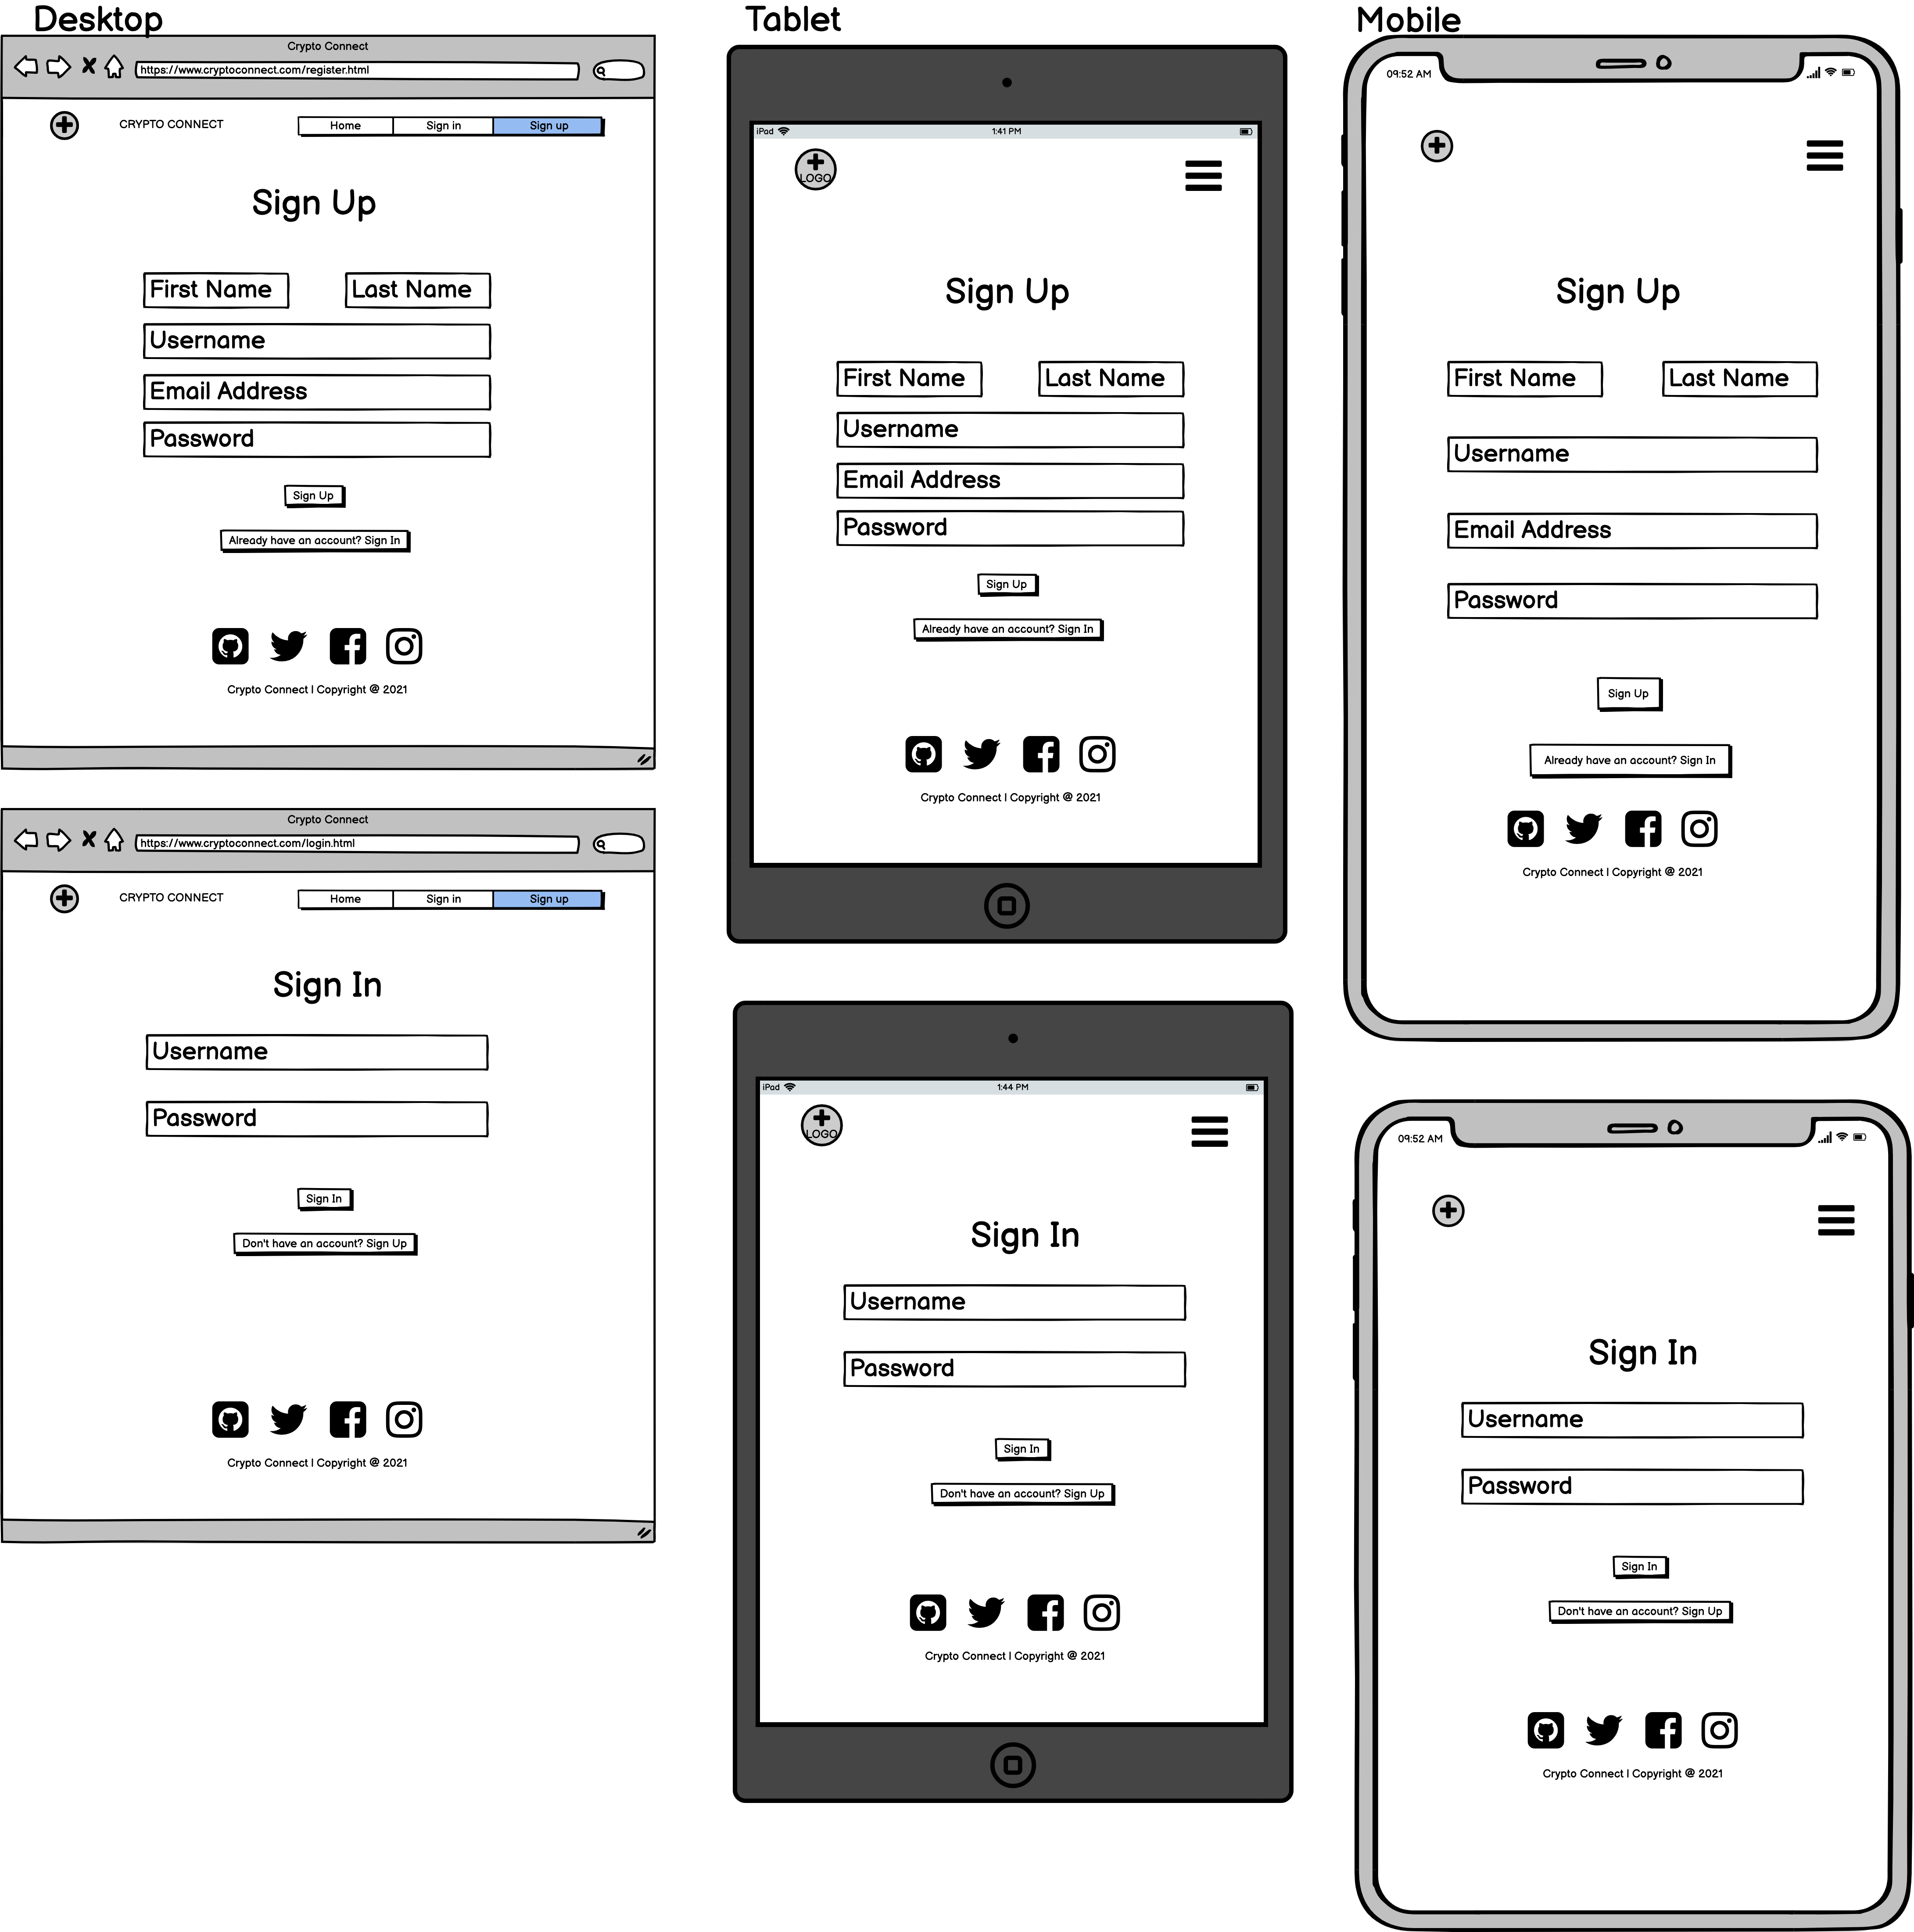 Desktop
Crypto Connect
https://www.cryptoconnect.com/register.html
CRYPTO CONNECT
Home Sign in Sign up
Sign Up
First Name Last Name
Username
Email Address
Password
Sign Up
Already have an account? Sign In
Crypto Connect | Copyright @ 2021
Crypto Connect
https://www.cryptoconnect.com/login.html
CRYPTO CONNECT
Home Sign in Sign up
Sign In
Username
Password
Sign In
Don't have an account? Sign Up
Crypto Connect | Copyright @ 2021
Tablet
iPad 1:41 PM
LOGO
Sign Up
First Name Last Name
Username
Email Address
Password
Sign Up
Already have an account? Sign In
Crypto Connect | Copyright @ 2021
iPad 1:44 PM
LOGO
Sign In
Username
Password
Sign In
Don't have an account? Sign Up
Crypto Connect | Copyright @ 2021
Mobile
09:52 AM
Sign Up
First Name Last Name
Username
Email Address
Password
Sign Up
Already have an account? Sign In
Crypto Connect | Copyright @ 2021
09:52 AM
Sign In
Username
Password
Sign In
Don't have an account? Sign Up
Crypto Connect | Copyright @ 2021